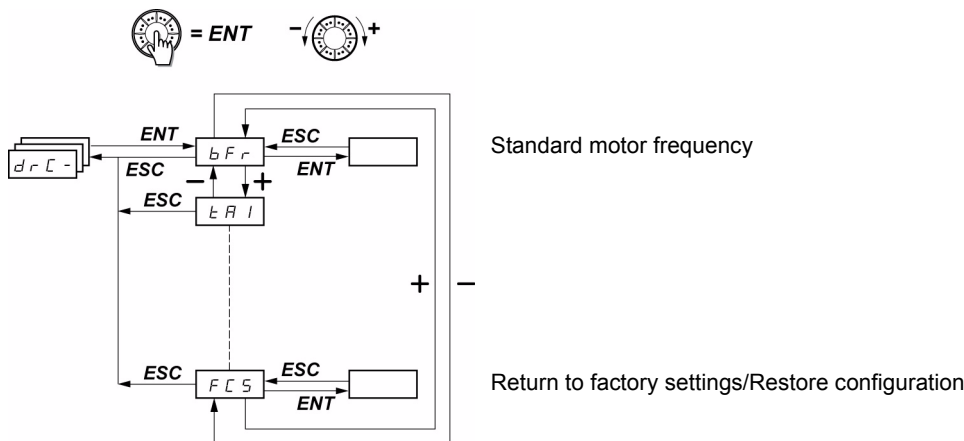 = ENT
− +
ENT
ESC
Standard motor frequency
drC-
bFr
ESC
ENT
− +
ESC
tA1
+ −
ESC
ESC
Return to factory settings/Restore configuration
FCS
ENT